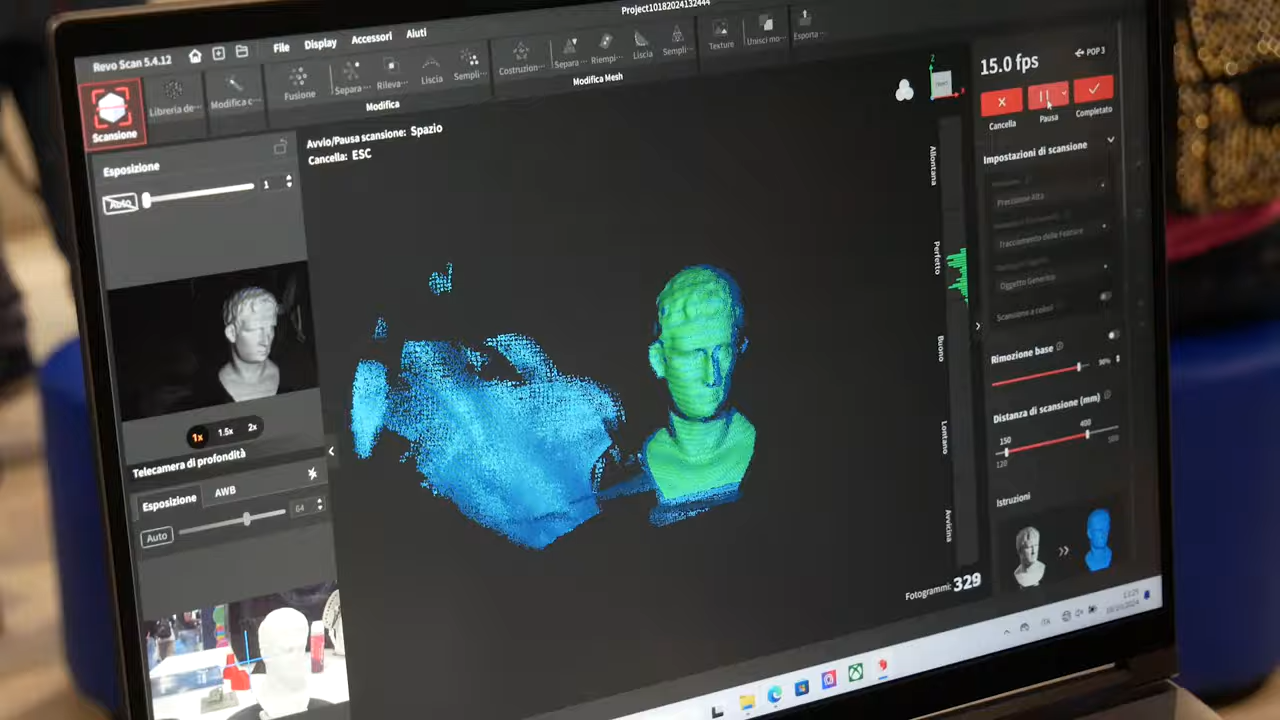 Project10182024132444
Revo Scan 5.4.12
File
Display
Accessori
Aiuti
Scansione
Libreria de...
Modifica c...
Fusione
Separa ...
Rileva...
Liscia
Sempli...
Modifica
Costruzion...
Separa ...
Riempi...
Liscia
Sempli...
Modifica Mesh
Texture
Unisci mo...
Esporta ...
Avvio/Pausa scansione: Spazio
Cancella: ESC
Esposizione
Auto
1
1x
1.5x
2x
Telecamera di profondità
Esposizione
AWB
Auto
64
Allontana
Perfetto
Buono
Lontano
Avvicina
Fotogrammi: 329
15.0 fps
POP 3
Cancella
Pausa
Completato
Impostazioni di scansione
Precisione Alta
Tracciamento delle Feature
Oggetto Generico
Scansione a colori
Rimozione base
90%
Distanza di scansione (mm)
150
400
120
Istruzioni